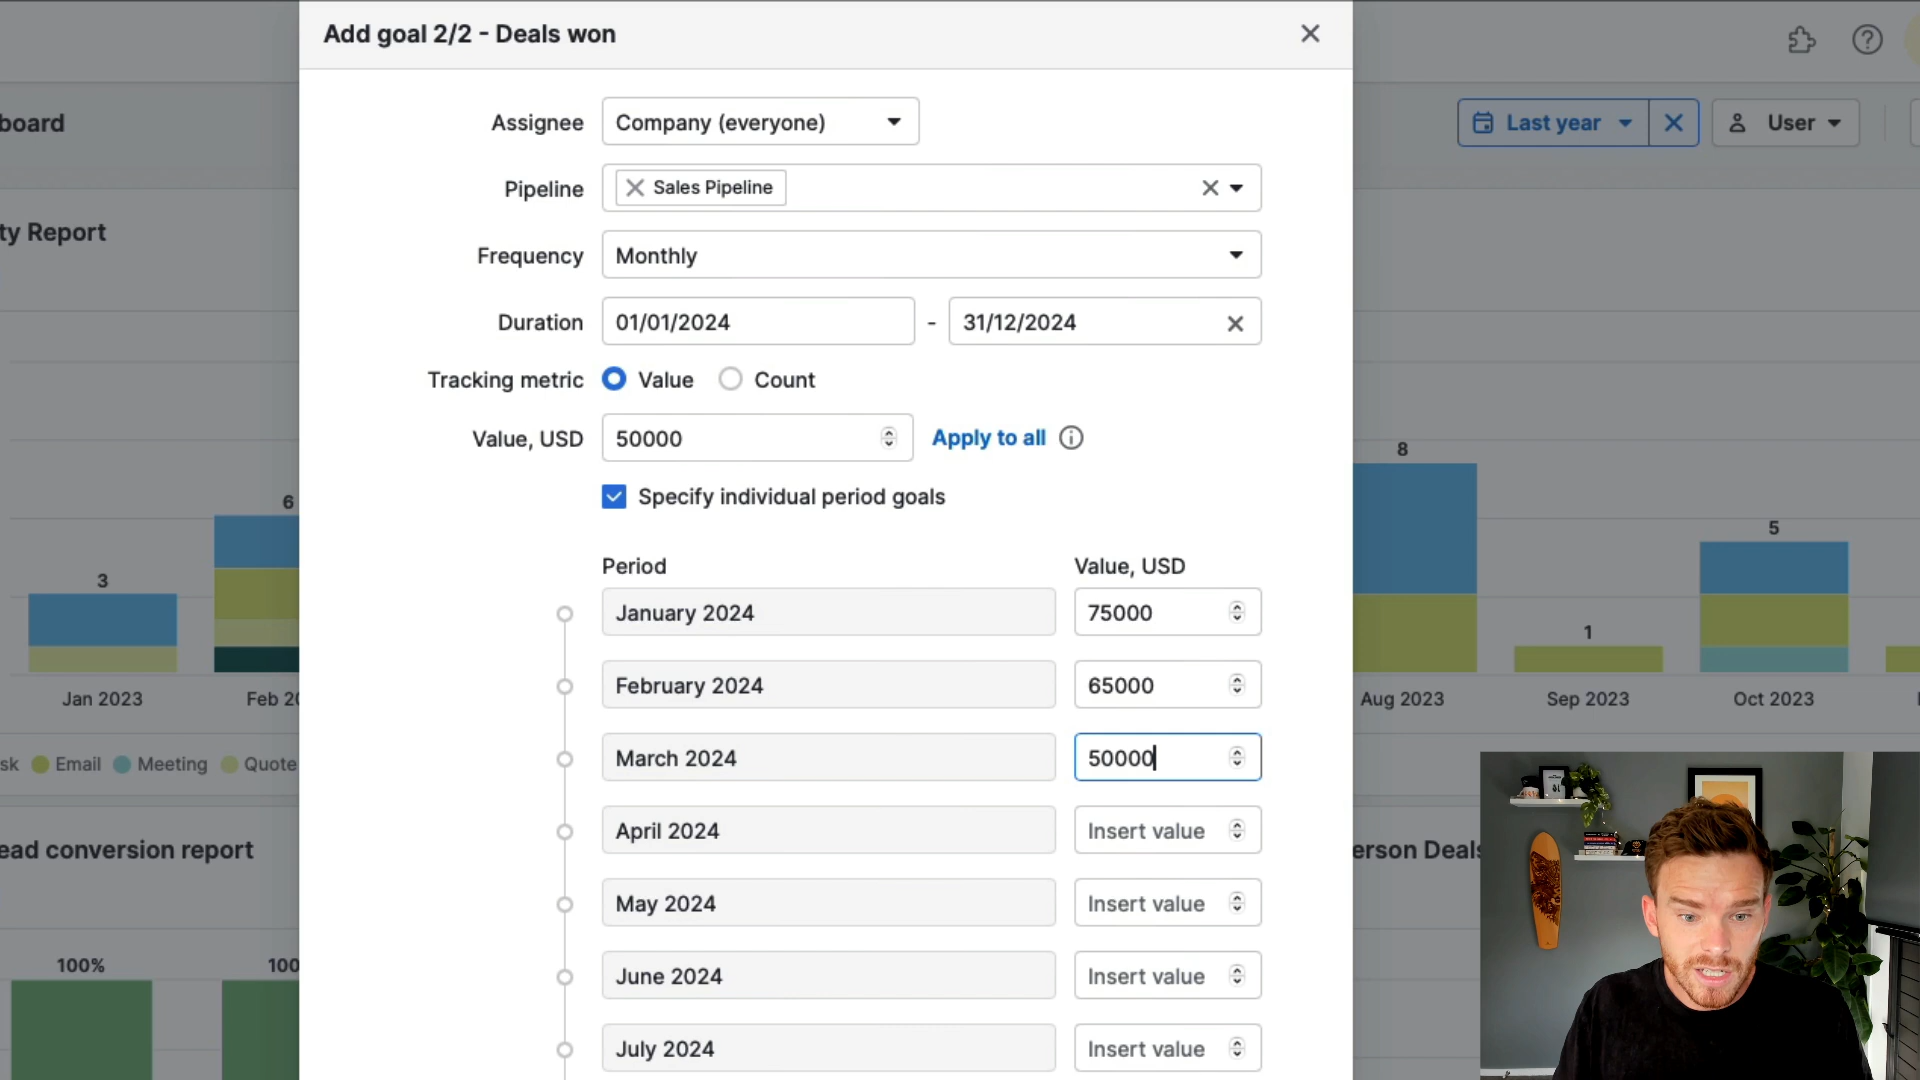 Add goal 2/2 - Deals won
board
Assignee
Company (everyone)
Last year
User
Pipeline
Sales Pipeline
ty Report
Frequency
Monthly
Duration
01/01/2024 - 31/12/2024
Tracking metric
Value
Count
Value, USD
50000
Apply to all
Specify individual period goals
Period
Value, USD
January 2024
75000
February 2024
65000
March 2024
50000
April 2024
Insert value
May 2024
Insert value
June 2024
Insert value
July 2024
Insert value
3
6
8
1
5
Jan 2023
Feb 20
Aug 2023
Sep 2023
Oct 2023
sk
Email
Meeting
Quote
ead conversion report
erson Deals
100%
100